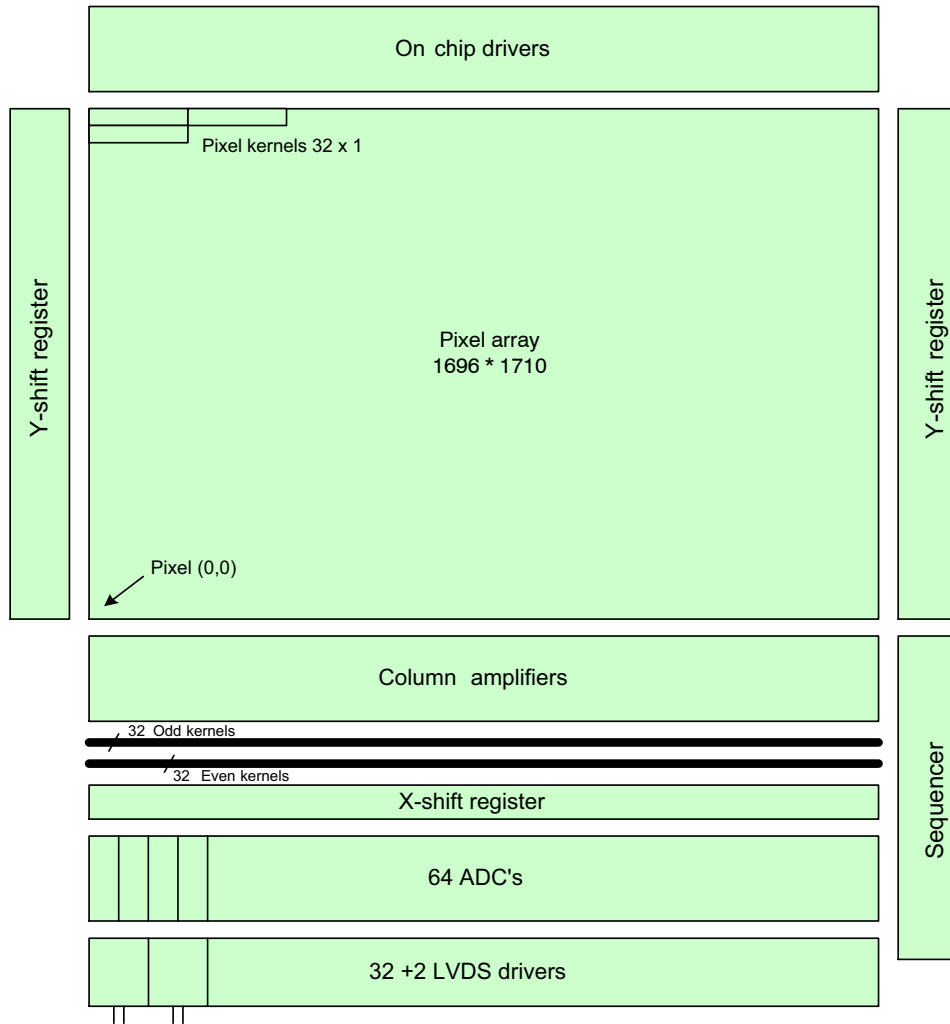 On chip drivers
Pixel kernels 32 x 1
Y-shift register
Y-shift register
Pixel array
1696 * 1710
Pixel (0,0)
Column amplifiers
32 Odd kernels
32 Even kernels
X-shift register
Sequencer
64 ADC's
32 +2 LVDS drivers